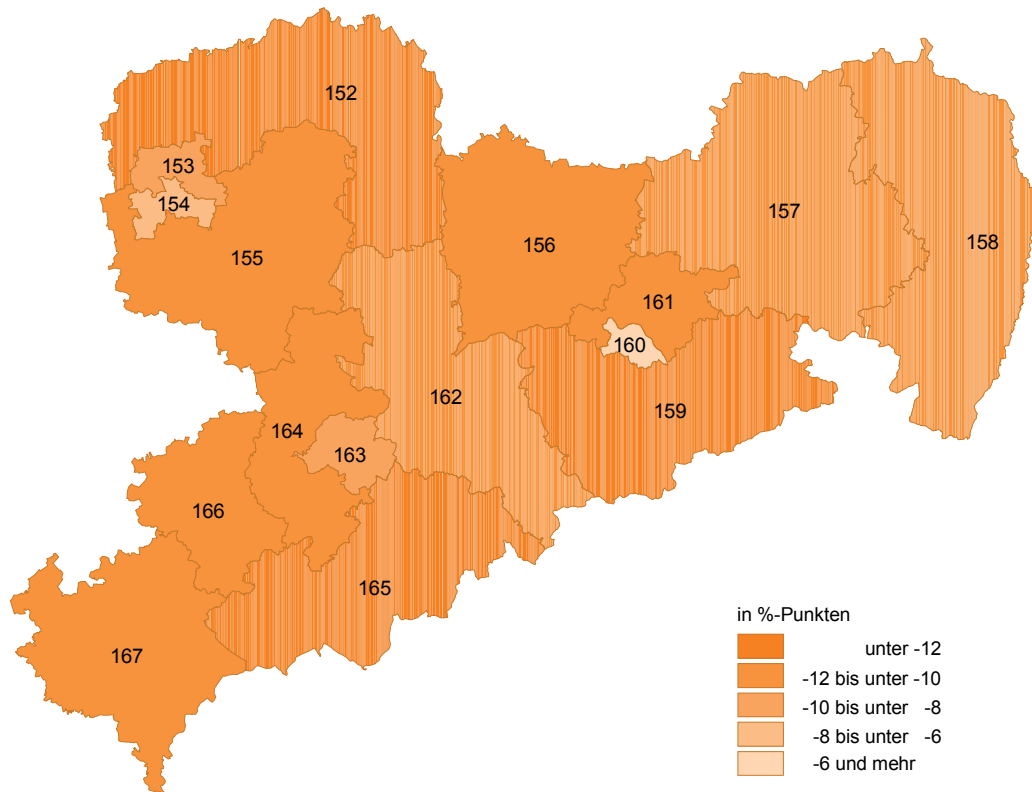 152
153
154
155
156
157
158
161
160
159
162
164
163
166
165
167
in %-Punkten
unter -12
-12 bis unter -10
-10 bis unter -8
-8 bis unter -6
-6 und mehr